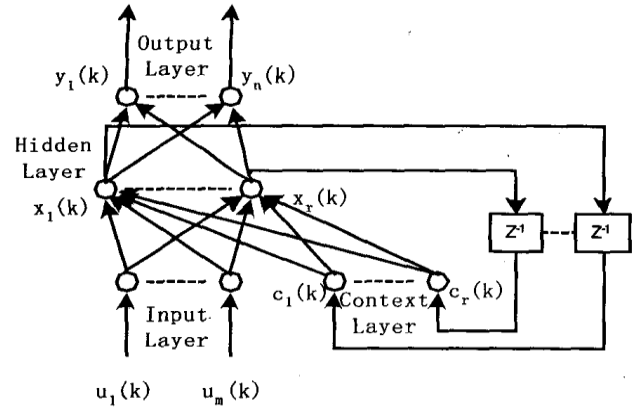 Output
Layer
y₁(k)
yₙ(k)
Hidden
Layer
x₁(k)
xᵣ(k)
Z⁻¹
Z⁻¹
c₁(k)
Context
Layer
cᵣ(k)
Input
Layer
u₁(k)
uₘ(k)